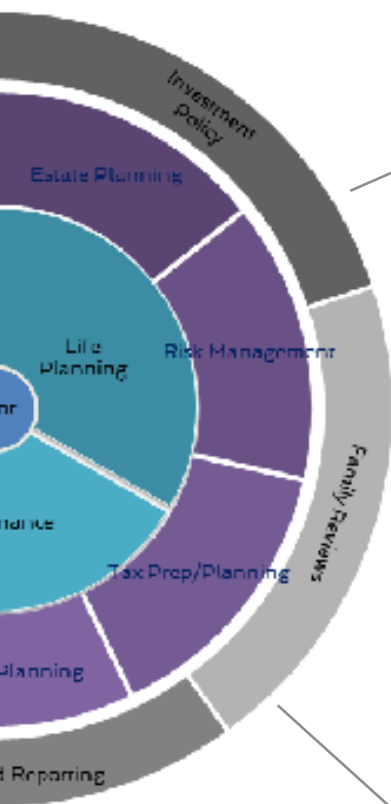 Investment
Policy
Estate Planning
Life
Planning
Risk Management
Family Reviews
Tax Prep/Planning
Planning
Reporting